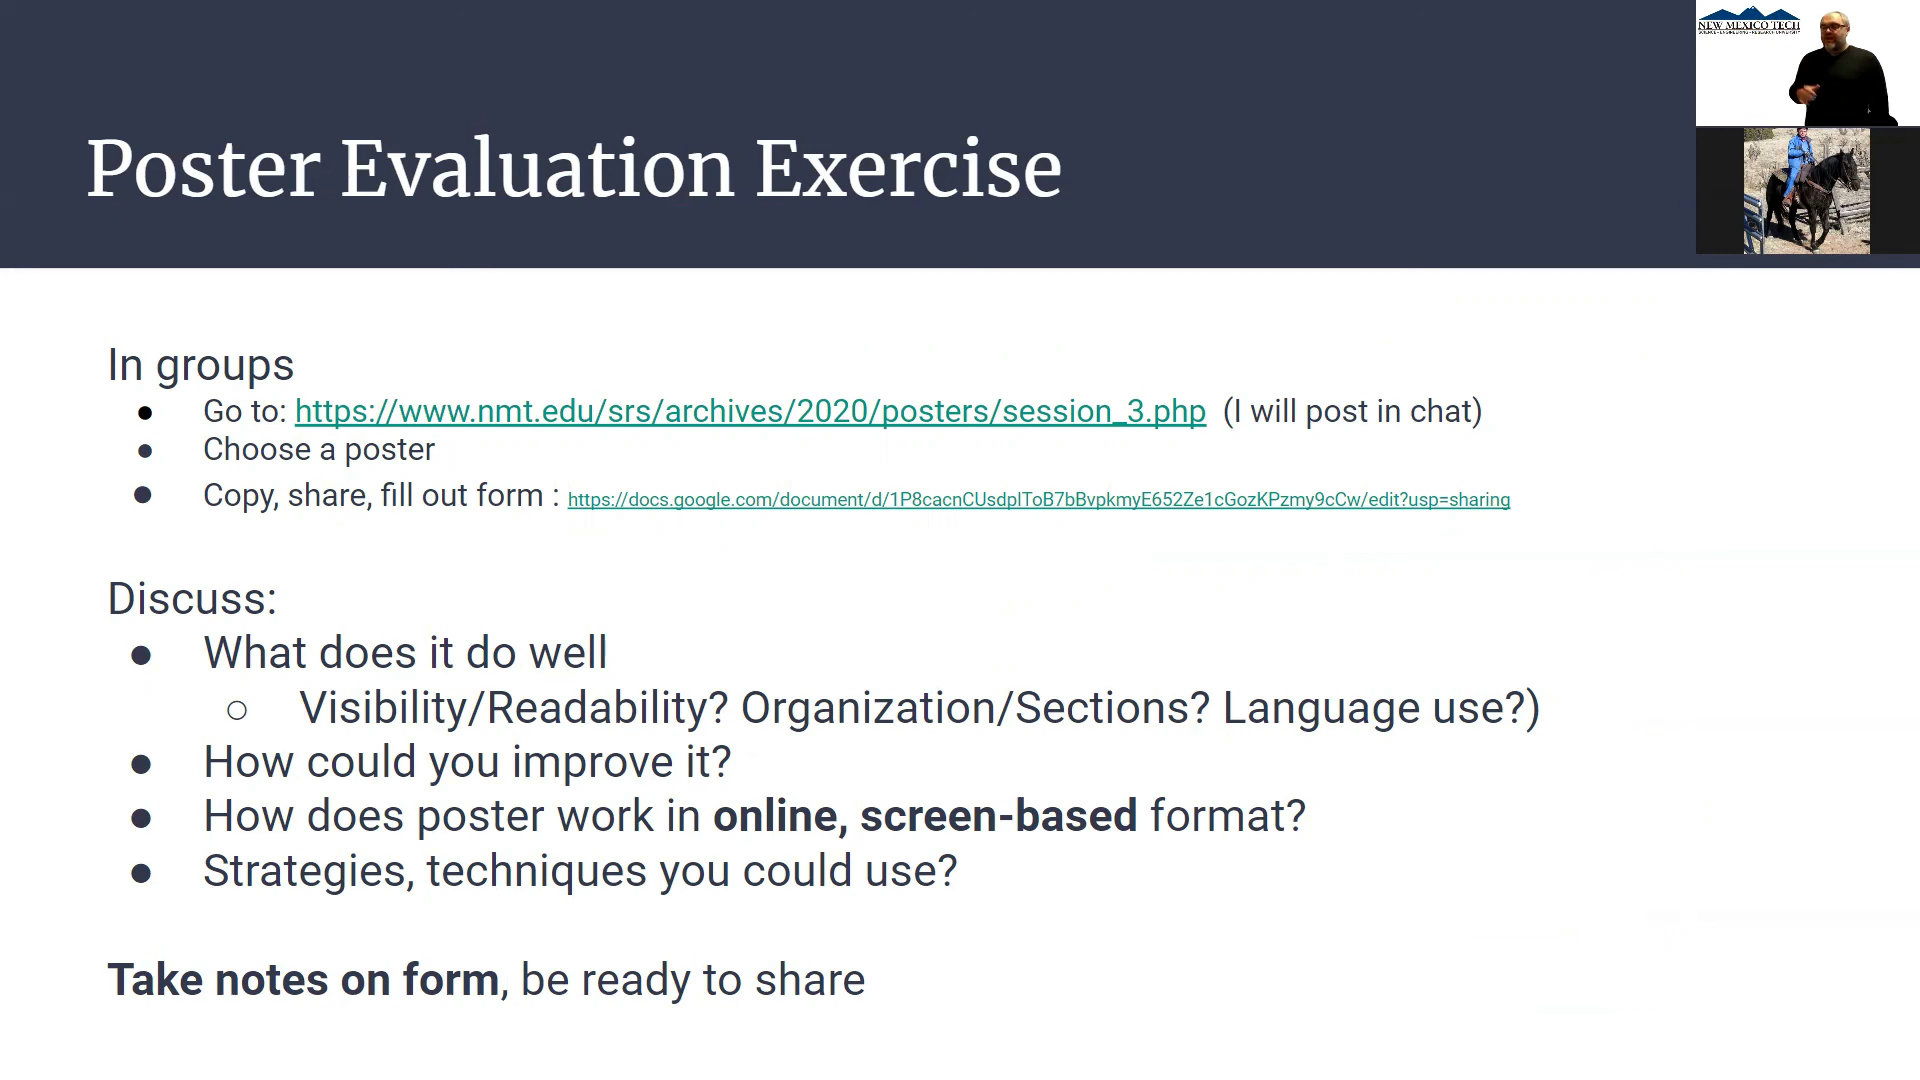 NEW MEXICO TECH
SCIENCE • ENGINEERING • RESEARCH UNIVERSITY
Poster Evaluation Exercise
In groups
● Go to: https://www.nmt.edu/srs/archives/2020/posters/session_3.php (I will post in chat)
● Choose a poster
● Copy, share, fill out form : https://docs.google.com/document/d/1P8cacnCUsdplToB7bBvpkmyE652Ze1cGozKPzmy9cCw/edit?usp=sharing
Discuss:
● What does it do well
○ Visibility/Readability? Organization/Sections? Language use?)
● How could you improve it?
● How does poster work in online, screen-based format?
● Strategies, techniques you could use?
Take notes on form, be ready to share